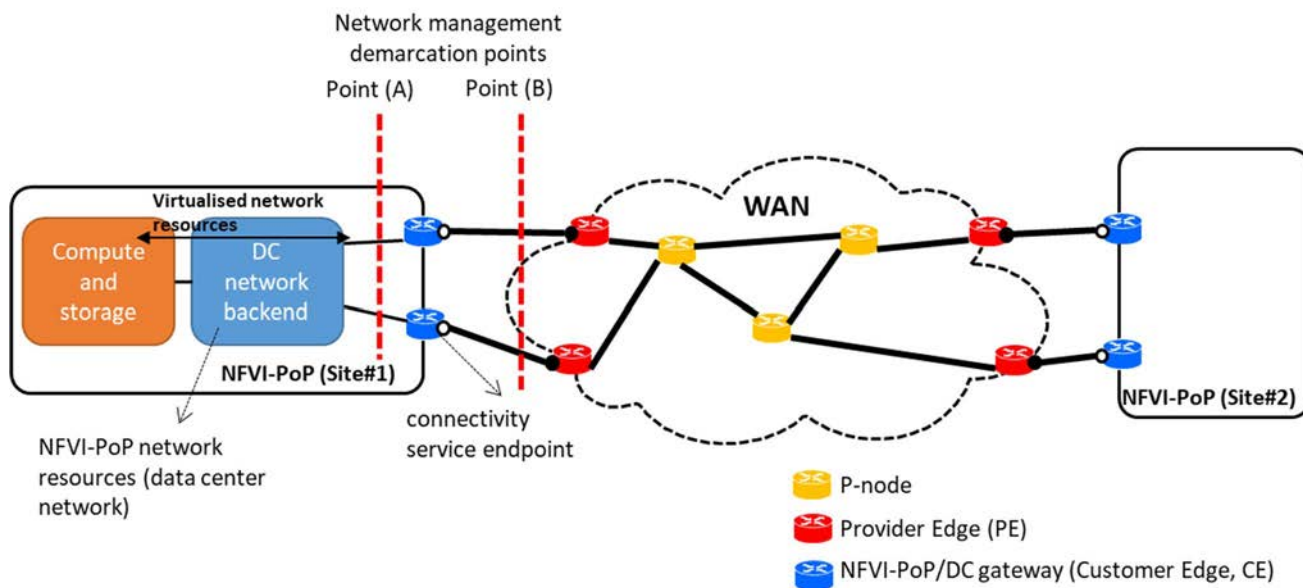 Network management
demarcation points
Point (A)
Point (B)
Virtualised network
resources
Compute
and
storage
DC
network
backend
NFVI-PoP (Site#1)
WAN
NFVI-PoP (Site#2)
NFVI-PoP network
resources (data center
network)
connectivity
service endpoint
P-node
Provider Edge (PE)
NFVI-PoP/DC gateway (Customer Edge, CE)